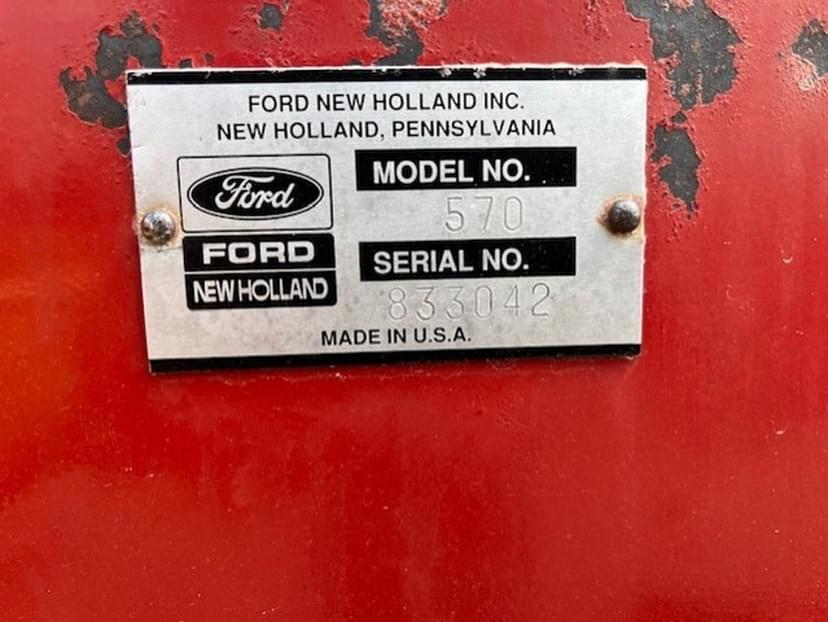 FORD NEW HOLLAND INC.
NEW HOLLAND, PENNSYLVANIA
Ford
FORD
NEW HOLLAND
MODEL NO.
570
SERIAL NO.
833042
MADE IN U.S.A.